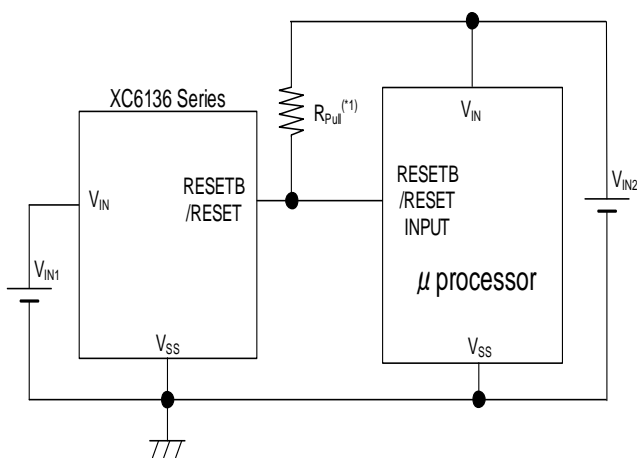 XC6136 Series
R_Pull(*1)
V_IN
V_IN
RESETB
/RESET
RESETB
/RESET
INPUT
V_IN1
V_IN2
μ processor
V_SS
V_SS